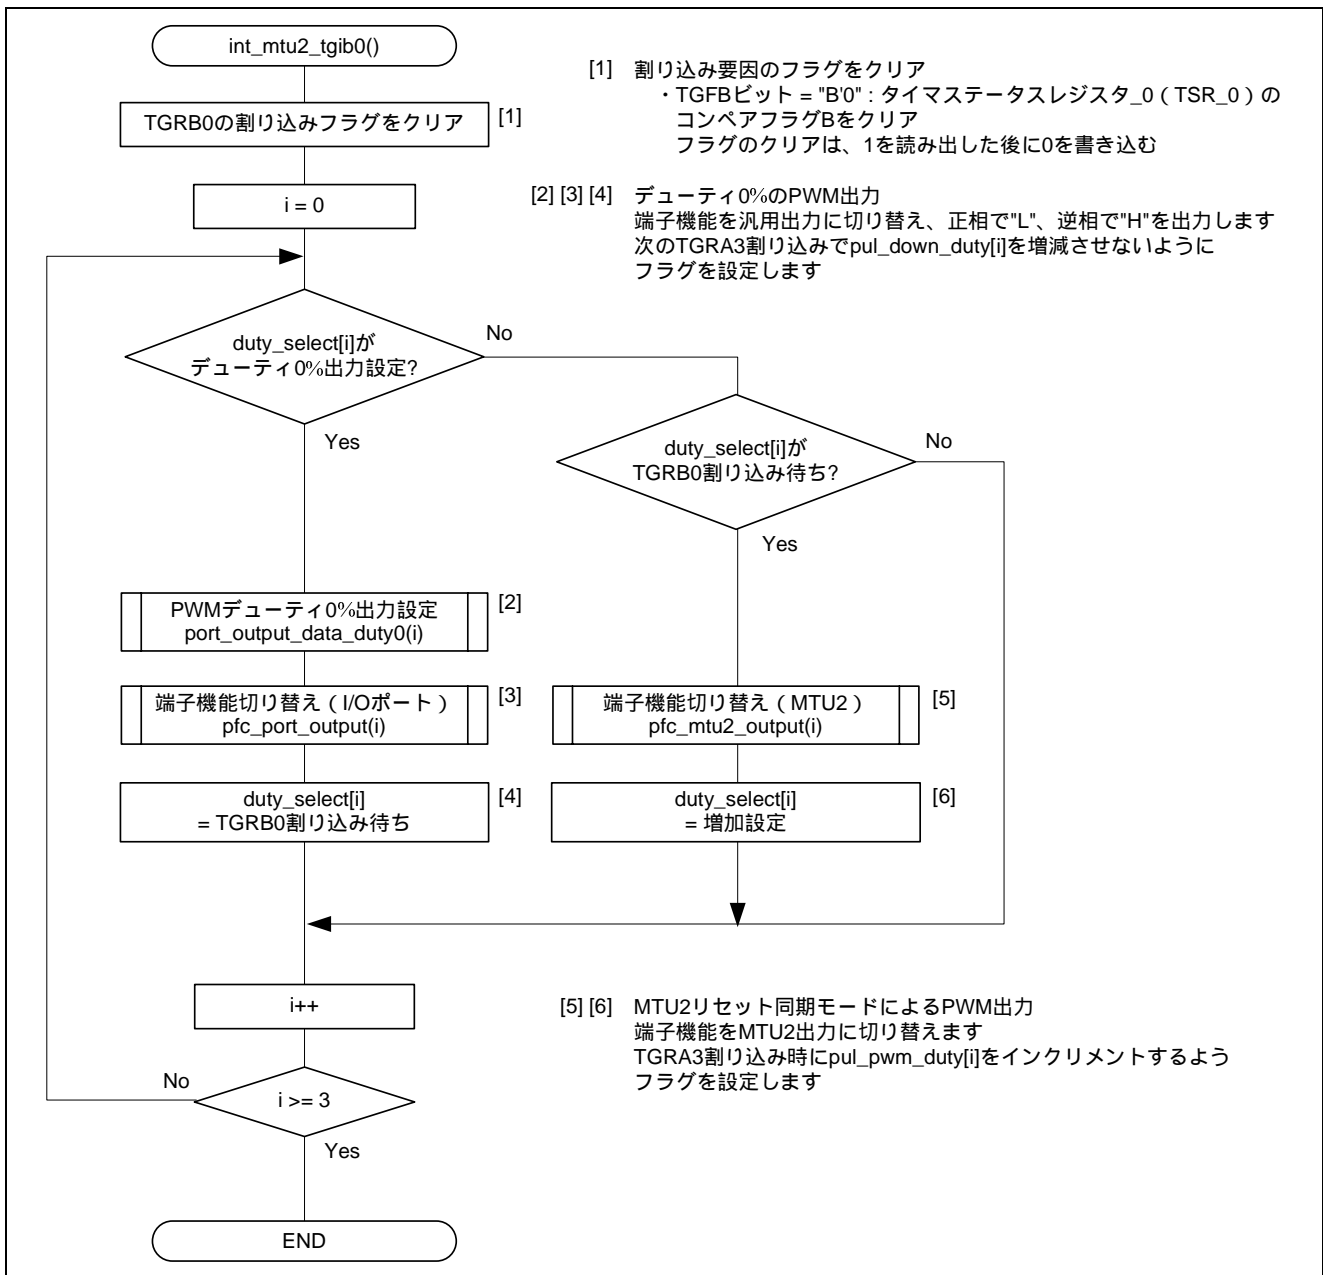 int_mtu2_tgib0()
[1] 割り込み要因のフラグをクリア
・TGFBビット = "B'0" : タイマステータスレジスタ_0 ( TSR_0 ) の
コンペアフラグBをクリア
フラグのクリアは、1を読み出した後に0を書き込む
TGRB0の割り込みフラグをクリア
[1]
i = 0
[2] [3] [4] デューティ0%のPWM出力
端子機能を汎用出力に切り替え、正相で"L"、逆相で"H"を出力します
次のTGRA3割り込みでpul_down_duty[i]を増減させないように
フラグを設定します
duty_select[i]が
デューティ0%出力設定?
No
Yes
duty_select[i]が
TGRB0割り込み待ち?
No
Yes
PWMデューティ0%出力設定
port_output_data_duty0(i)
[2]
端子機能切り替え ( I/Oポート )
pfc_port_output(i)
[3]
端子機能切り替え ( MTU2 )
pfc_mtu2_output(i)
[5]
duty_select[i]
= TGRB0割り込み待ち
[4]
duty_select[i]
= 増加設定
[6]
i++
[5] [6] MTU2リセット同期モードによるPWM出力
端子機能をMTU2出力に切り替えます
TGRA3割り込み時にpul_pwm_duty[i]をインクリメントするよう
フラグを設定します
No
i >= 3
Yes
END